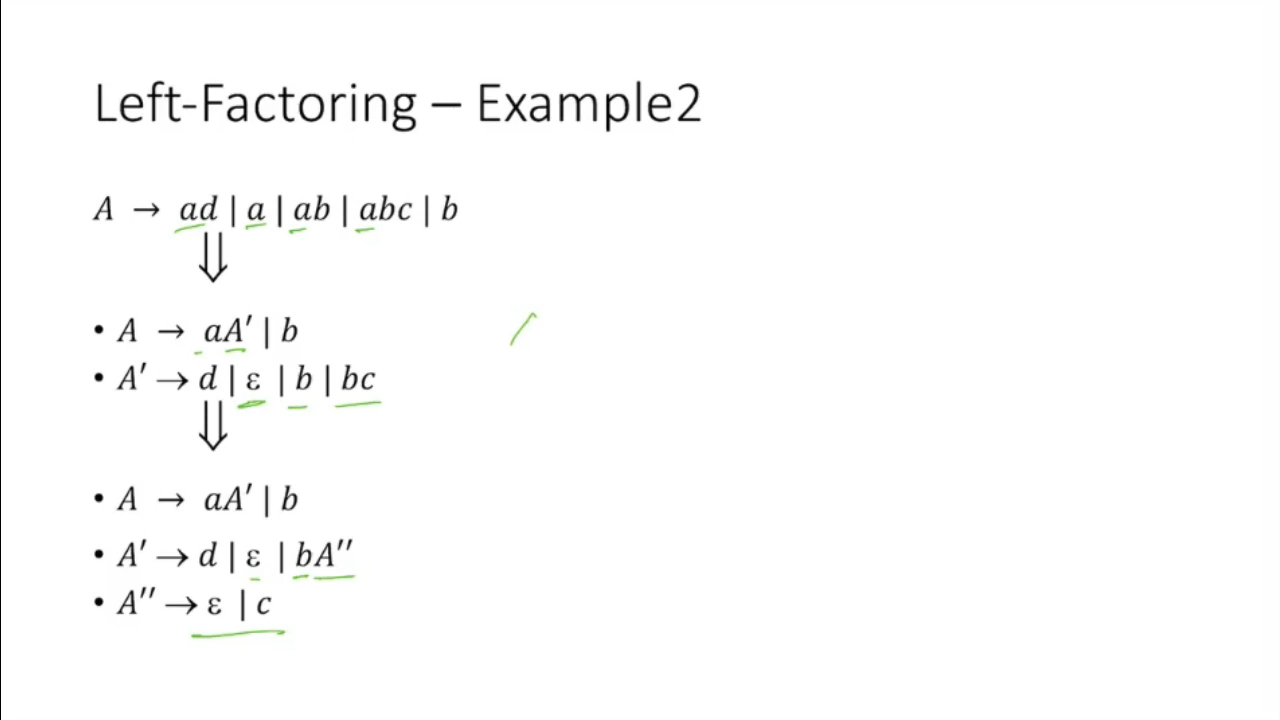 Left-Factoring – Example2
A → ad | a | ab | abc | b
⇓
• A → aA′ | b
• A′ → d | ε | b | bc
⇓
• A → aA′ | b
• A′ → d | ε | bA′′
• A′′ → ε | c